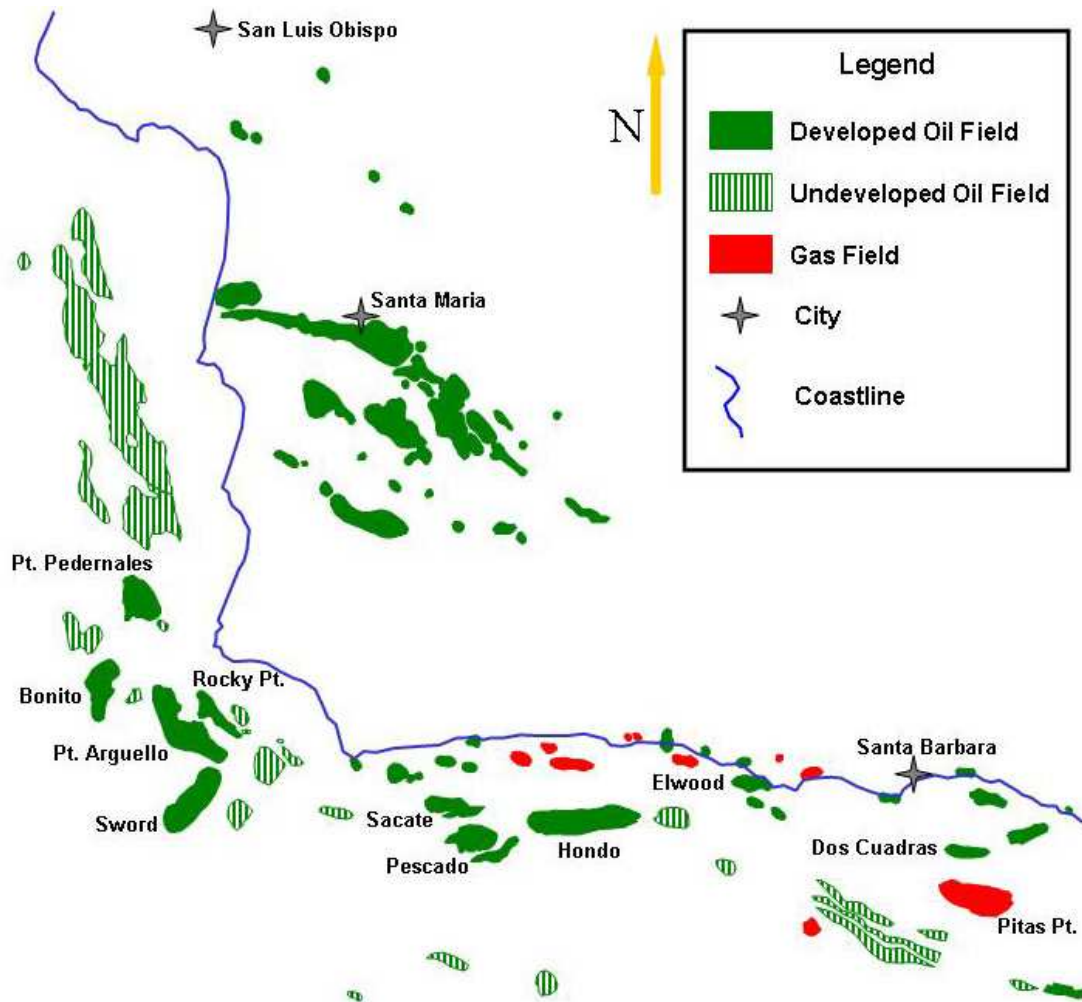 San Luis Obispo
N
Legend
Developed Oil Field
Undeveloped Oil Field
Gas Field
City
Coastline
Santa Maria
Pt. Pedernales
Rocky Pt.
Bonito
Pt. Arguello
Santa Barbara
Elwood
Sword
Sacate
Pescado
Hondo
Dos Cuadras
Pitas Pt.